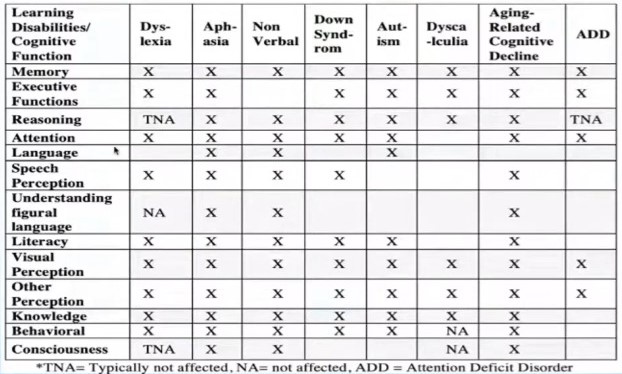 Learning Disabilities/ Cognitive Function Dys-lexia Aph-asia Non Verbal Down Synd-rom Aut-ism Dysca-lculia Aging-Related Cognitive Decline ADD
Memory X X X X X X X X
Executive Functions X X X X X X X
Reasoning TNA X X X X X X TNA
Attention X X X X X X X
Language X X X
Speech Perception X X X X X
Understanding figural language NA X X X
Literacy X X X X X X
Visual Perception X X X X X X X X
Other Perception X X X X X X X X
Knowledge X X X X X X X
Behavioral X X X X X NA X
Consciousness TNA X X NA X
*TNA= Typically not affected, NA= not affected, ADD = Attention Deficit Disorder